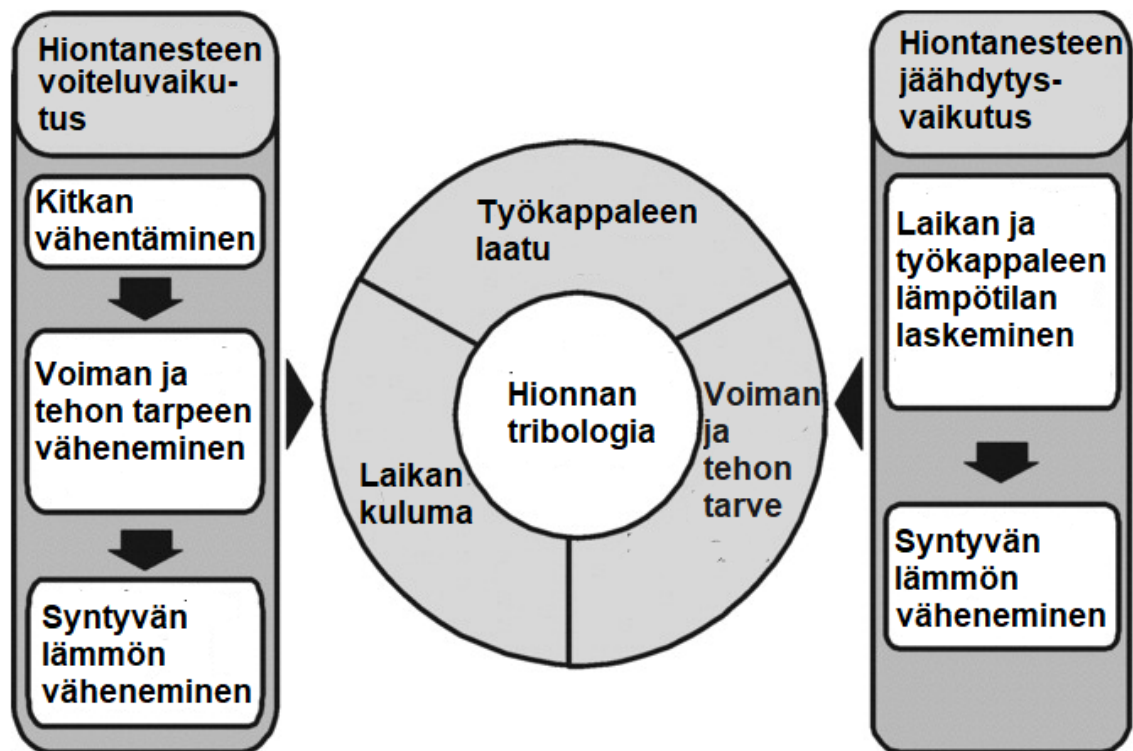 Hiontanesteen
voiteluvaiku-
tus
Kitkan
vähentäminen
Voiman ja
tehon tarpeen
väheneminen
Syntyvän
lämmön
väheneminen
Työkappaleen
laatu
Hionnan
tribologia
Voiman
ja
tehon
tarve
Laikan
kuluma
Hiontanesteen
jäähdytys-
vaikutus
Laikan ja
työkappaleen
lämpötilan
laskeminen
Syntyvän
lämmön
väheneminen